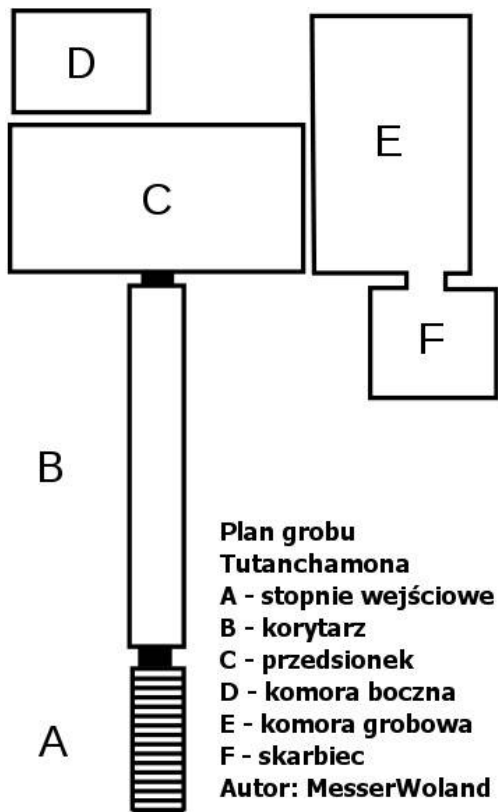 D
E
C
F
B
A
Plan grobu
Tutanchamona
A - stopnie wejściowe
B - korytarz
C - przedsionek
D - komora boczna
E - komora grobowa
F - skarbiec
Autor: MesserWoland